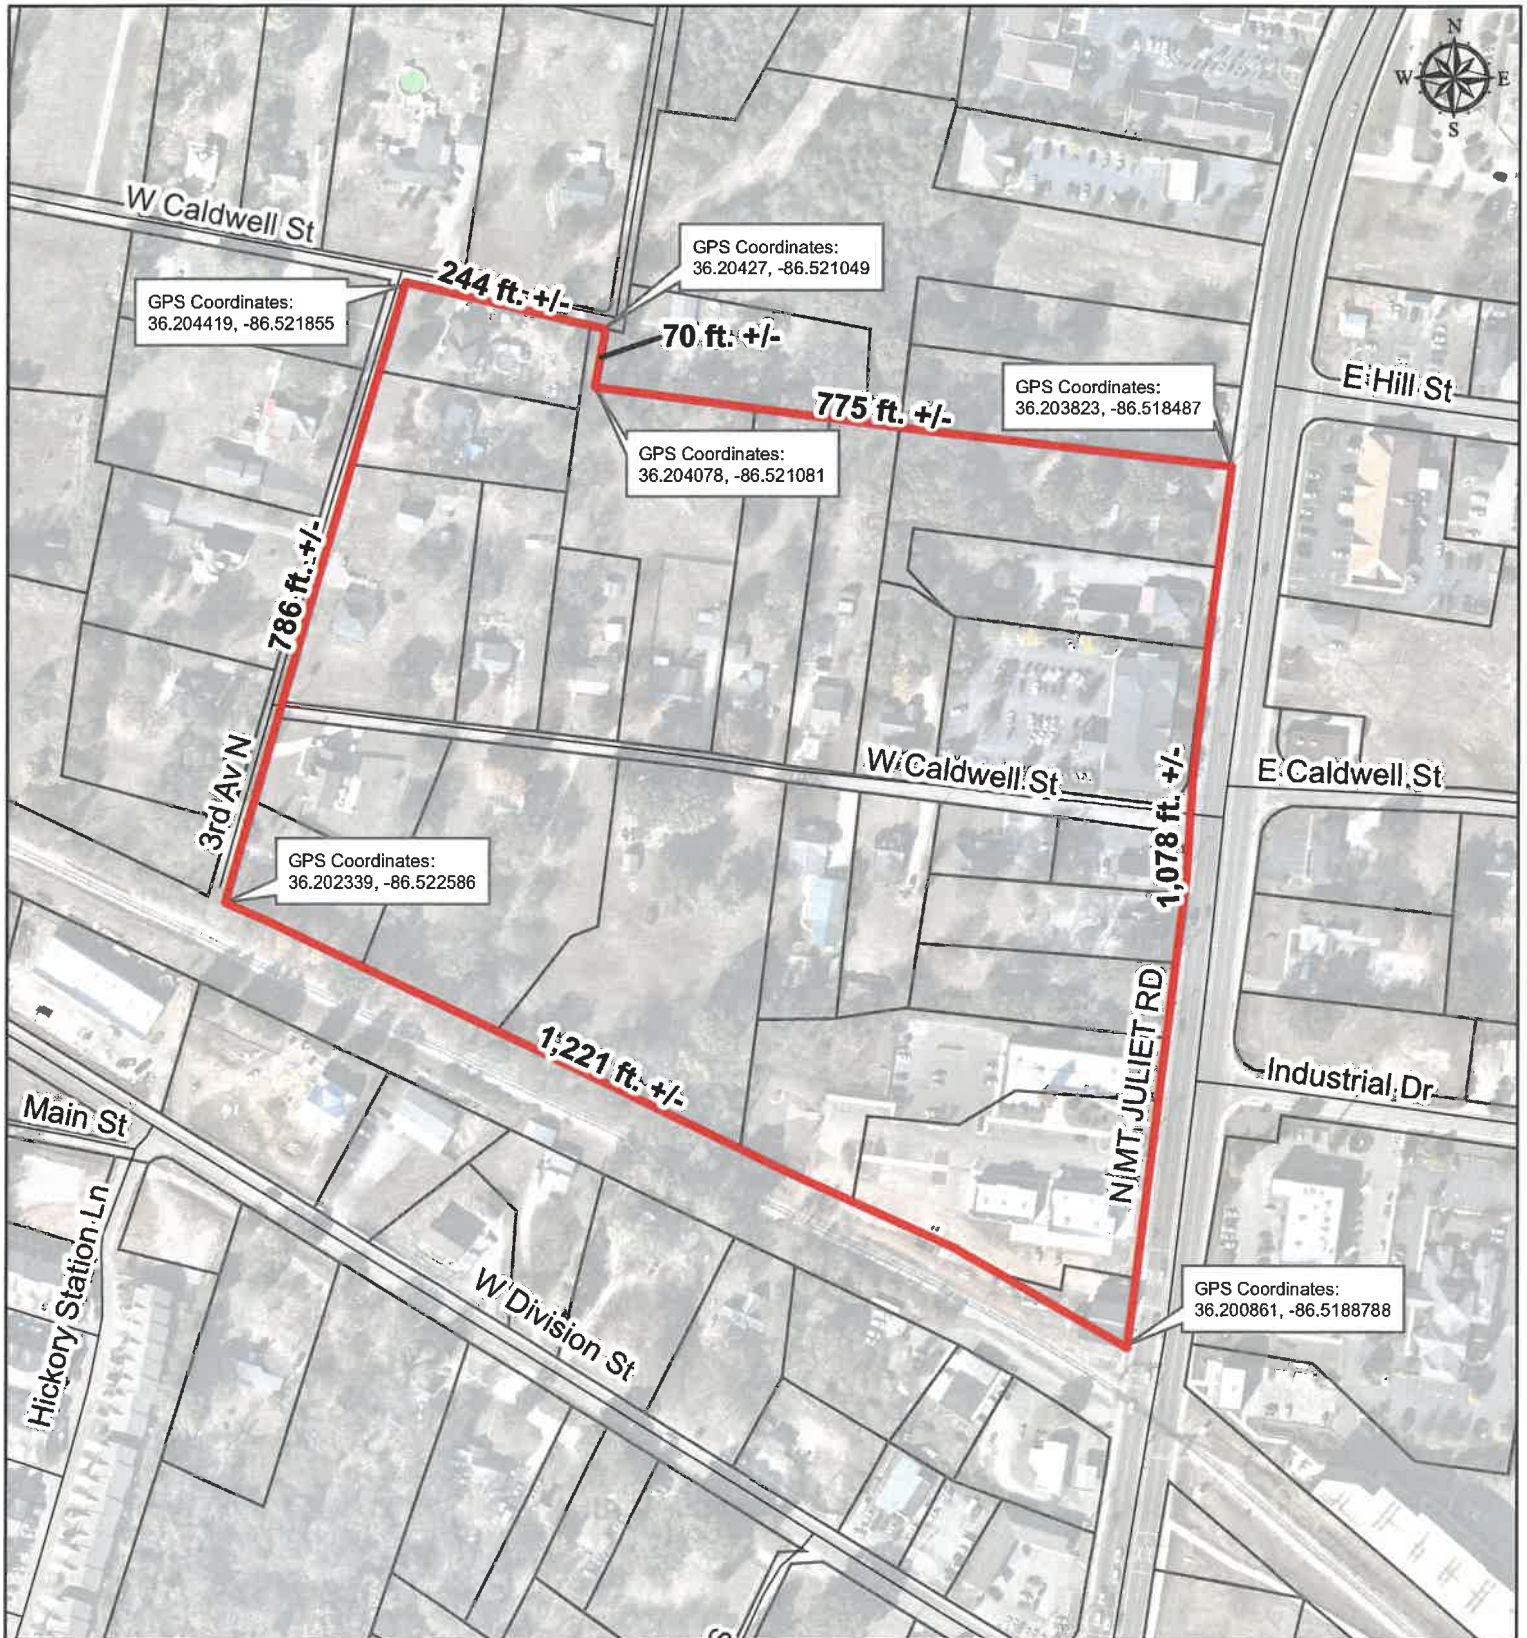 N
W E
S
W Caldwell St
GPS Coordinates:
36.20427, -86.521049
244 ft. +/-
GPS Coordinates:
36.204419, -86.521855
70 ft. +/-
775 ft. +/-
GPS Coordinates:
36.203823, -86.518487
E Hill St
GPS Coordinates:
36.204078, -86.521081
786 ft. +/-
3rd Av N
W Caldwell St
E Caldwell St
1,078 ft. +/-
GPS Coordinates:
36.202339, -86.522586
N MT JULIET RD
1,221 ft. +/-
Industrial Dr
Main St
Hickory Station Ln
W Division St
GPS Coordinates:
36.200861, -86.5188788